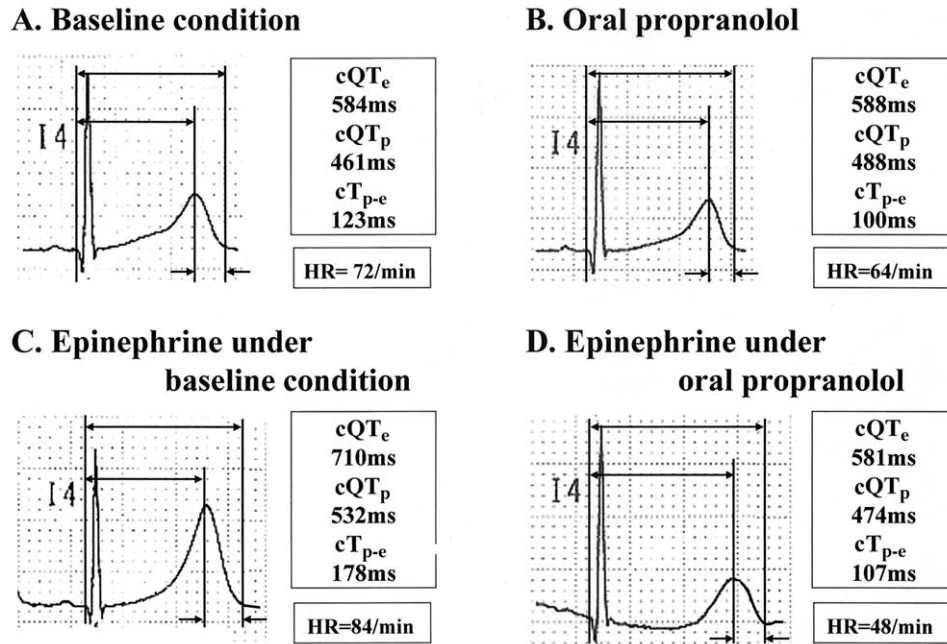 A. Baseline condition
I4
cQTe
584ms
cQTp
461ms
cTp-e
123ms
HR= 72/min
B. Oral propranolol
I4
cQTe
588ms
cQTp
488ms
cTp-e
100ms
HR=64/min
C. Epinephrine under
baseline condition
I4
cQTe
710ms
cQTp
532ms
cTp-e
178ms
HR=84/min
D. Epinephrine under
oral propranolol
I4
cQTe
581ms
cQTp
474ms
cTp-e
107ms
HR=48/min